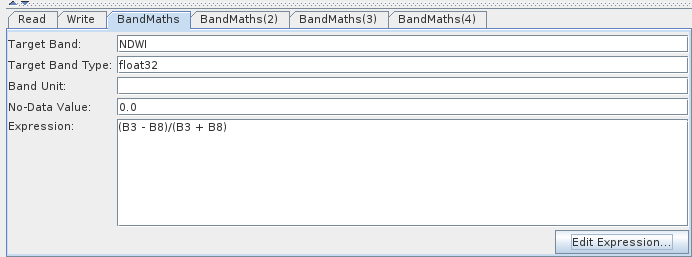 Read Write BandMaths BandMaths(2) BandMaths(3) BandMaths(4)
Target Band: NDWI
Target Band Type: float32
Band Unit:
No-Data Value: 0.0
Expression: (B3 - B8)/(B3 + B8)
Edit Expression...